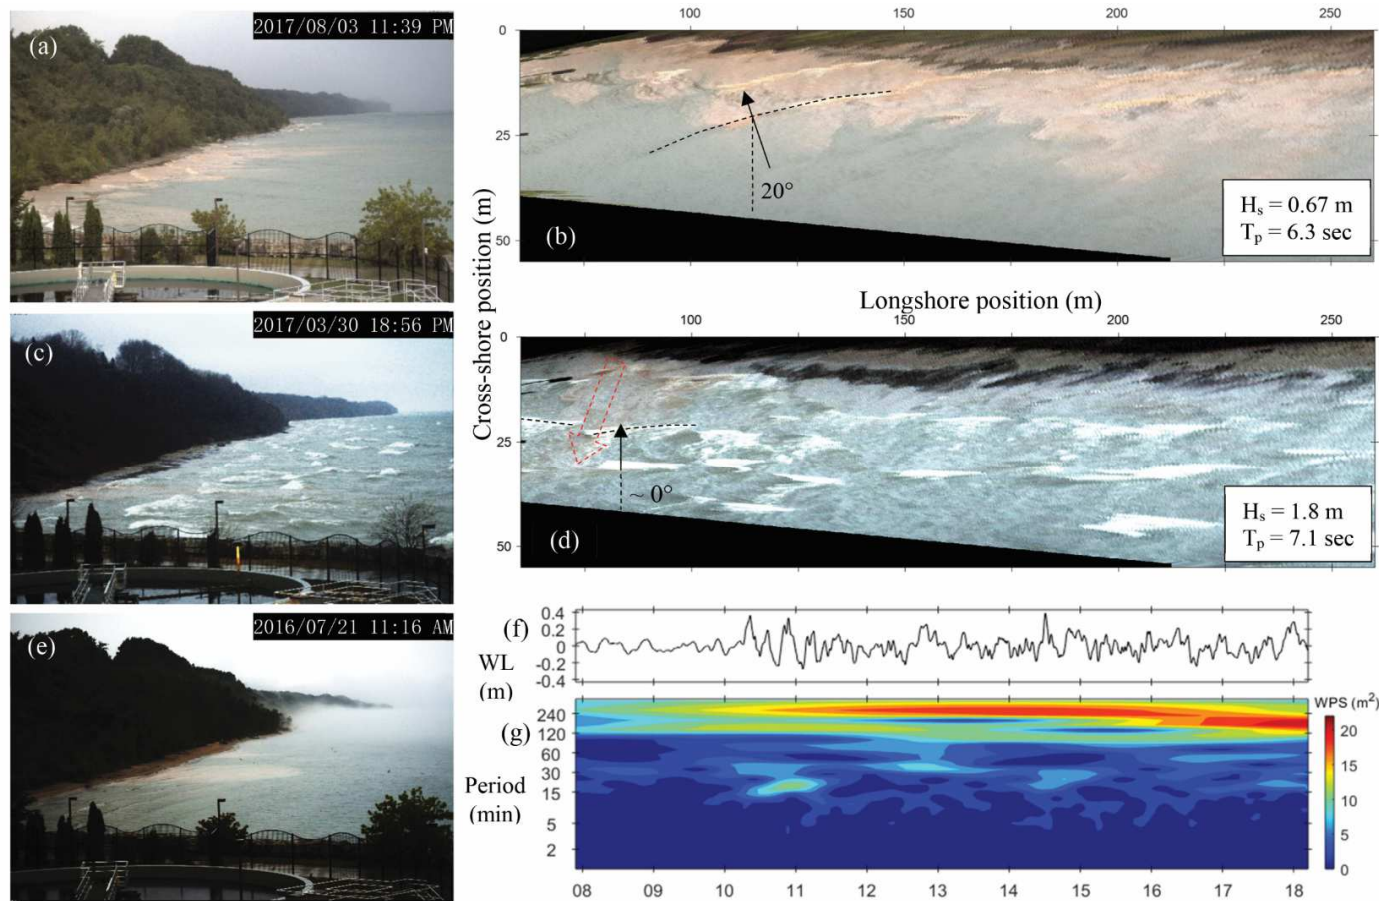 (a)
2017/08/03 11:39 PM
100
150
200
250
0
25
50
20°
(b)
H_s = 0.67 m
T_p = 6.3 sec
Cross-shore position (m)
Longshore position (m)
(c)
2017/03/30 18:56 PM
100
150
200
250
0
25
50
~ 0°
(d)
H_s = 1.8 m
T_p = 7.1 sec
(e)
2016/07/21 11:16 AM
(f)
WL
(m)
0.4
0.2
0
-0.2
-0.4
(g)
Period
(min)
240
120
60
30
15
5
2
08 09 10 11 12 13 14 15 16 17 18
WPS (m²)
20
15
10
5
0